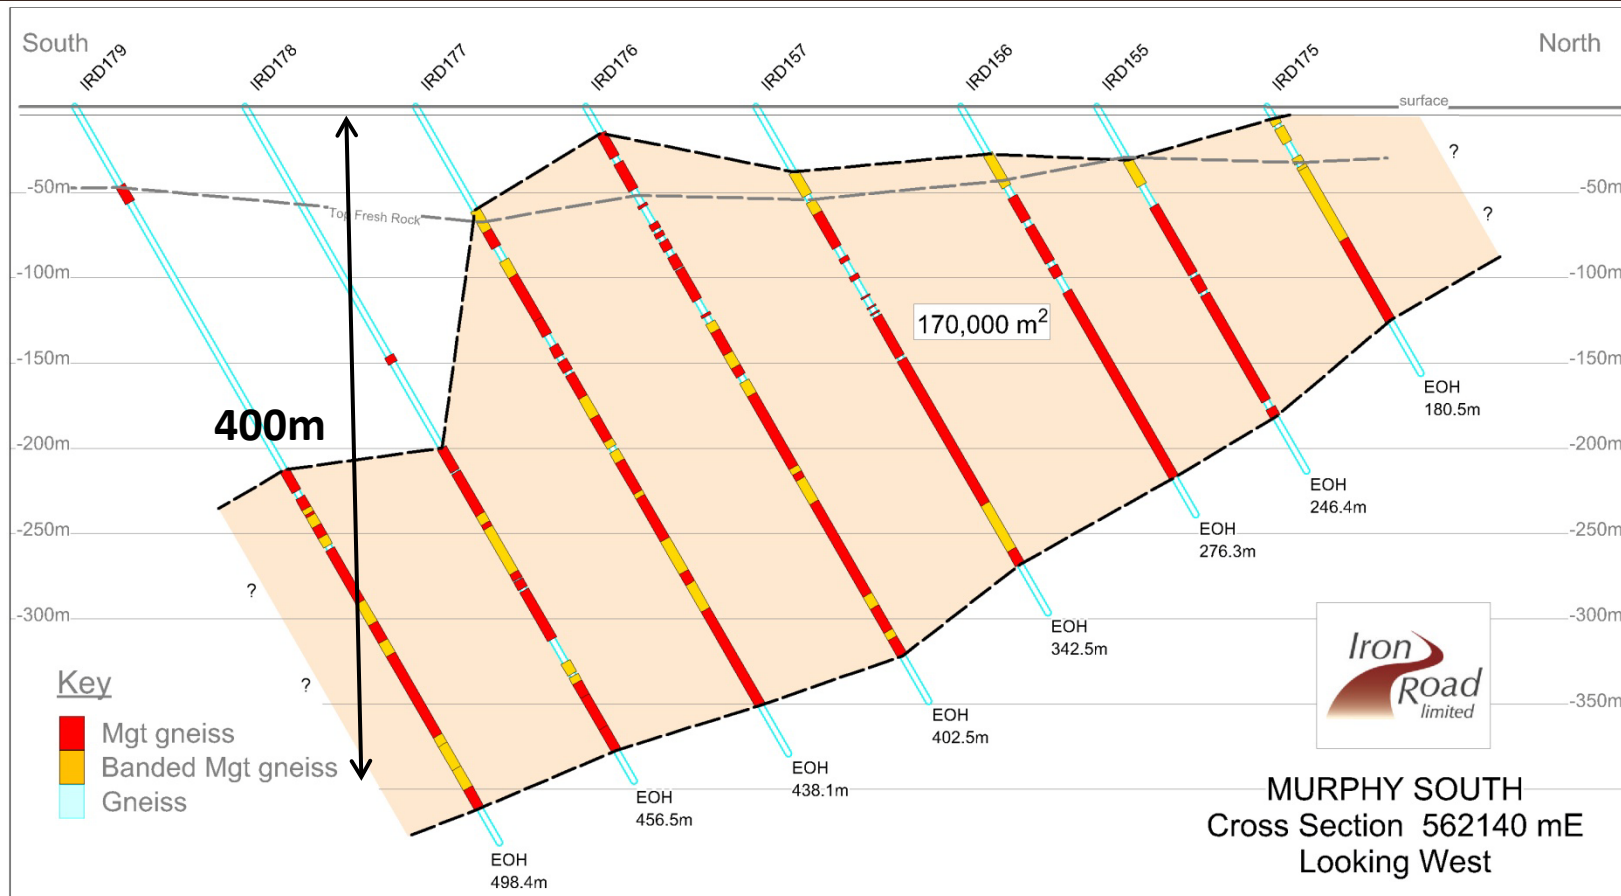 South
North
IRD179
IRD178
IRD177
IRD176
IRD157
IRD156
IRD155
IRD175
surface
?
-50m
-50m
Top Fresh Rock
?
-100m
-100m
170,000 m²
-150m
-150m
EOH
180.5m
400m
-200m
-200m
EOH
246.4m
EOH
276.3m
-250m
-250m
?
-300m
-300m
EOH
342.5m
?
-350m
EOH
402.5m
EOH
438.1m
EOH
456.5m
EOH
498.4m
Key
Mgt gneiss
Banded Mgt gneiss
Gneiss
Iron
Road
limited
MURPHY SOUTH
Cross Section 562140 mE
Looking West